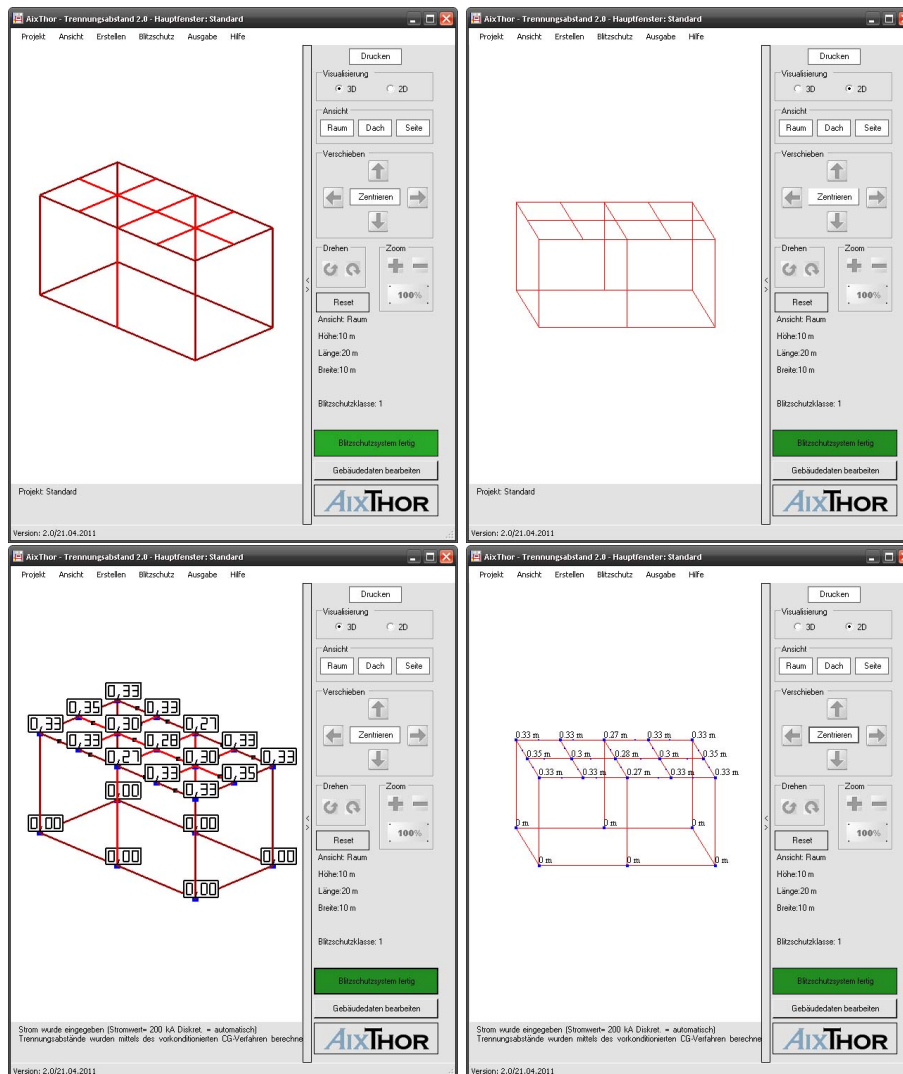 AixThor - Trennungsabstand 2.0 - Hauptfenster: Standard
Projekt Ansicht Erstellen Blitzschutz Ausgabe Hilfe
Drucken
Visualisierung
3D 2D
Ansicht
Raum Dach Seite
Verschieben
Zentrieren
Drehen Zoom
100%
Reset
Ansicht: Raum
Höhe:10 m
Länge:20 m
Breite:10 m
Blitzschutzklasse: 1
Blitzschutzsystem fertig
Gebäudedaten bearbeiten
Projekt: Standard
AIXTHOR
Version: 2.0/21.04.2011
AixThor - Trennungsabstand 2.0 - Hauptfenster: Standard
Projekt Ansicht Erstellen Blitzschutz Ausgabe Hilfe
Drucken
Visualisierung
3D 2D
Ansicht
Raum Dach Seite
Verschieben
Zentrieren
Drehen Zoom
100%
Reset
Ansicht: Raum
Höhe:10 m
Länge:20 m
Breite:10 m
Blitzschutzklasse: 1
Blitzschutzsystem fertig
Gebäudedaten bearbeiten
Projekt: Standard
AIXTHOR
Version: 2.0/21.04.2011
AixThor - Trennungsabstand 2.0 - Hauptfenster: Standard
Projekt Ansicht Erstellen Blitzschutz Ausgabe Hilfe
Drucken
Visualisierung
3D 2D
Ansicht
Raum Dach Seite
Verschieben
Zentrieren
Drehen Zoom
100%
Reset
Ansicht: Raum
Höhe:10 m
Länge:20 m
Breite:10 m
Blitzschutzklasse: 1
Blitzschutzsystem fertig
Gebäudedaten bearbeiten
0,33
0,35 0,33
0,33 0,30 0,27
0,33 0,28 0,33
0,27 0,30 0,33
0,33 0,35
0,00 0,33
0,00 0,00
0,00 0,00
0,00
Strom wurde eingegeben (Stromwert= 200 kA Diskret. = automatisch)
Trennungsabstände wurden mittels des vorkonditionierten CG-Verfahren berechne
AIXTHOR
Version: 2.0/21.04.2011
AixThor - Trennungsabstand 2.0 - Hauptfenster: Standard
Projekt Ansicht Erstellen Blitzschutz Ausgabe Hilfe
Drucken
Visualisierung
3D 2D
Ansicht
Raum Dach Seite
Verschieben
Zentrieren
Drehen Zoom
100%
Reset
Ansicht: Raum
Höhe:10 m
Länge:20 m
Breite:10 m
Blitzschutzklasse: 1
Blitzschutzsystem fertig
Gebäudedaten bearbeiten
0.33 m 0.33 m 0.27 m 0.33 m 0.33 m
0.35 m 0.3 m 0.28 m 0.3 m 0.35 m
0.33 m 0.33 m 0.27 m 0.33 m 0.33 m
0 m 0 m 0 m
0 m 0 m 0 m
Strom wurde eingegeben (Stromwert= 200 kA Diskret. = automatisch)
Trennungsabstände wurden mittels des vorkonditionierten CG-Verfahren berechne
AIXTHOR
Version: 2.0/21.04.2011